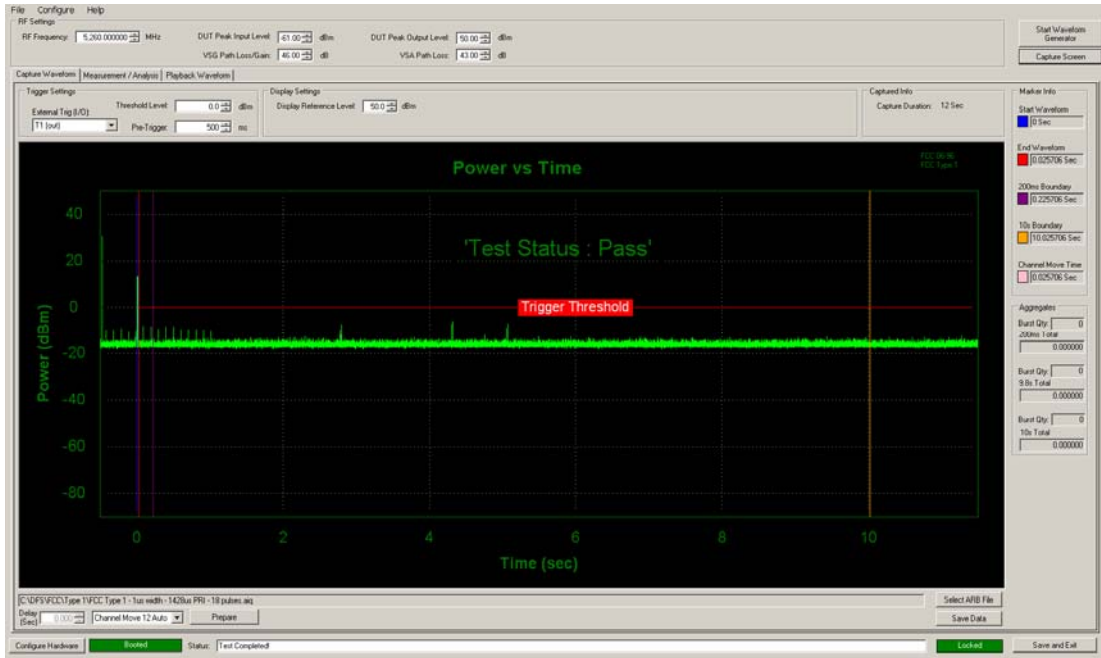 File Configure Help
RF Settings
RF Frequency: 5,260.000000 MHz
DUT Peak Input Level: -61.00 dBm
DUT Peak Output Level: 50.00 dBm
VSG Path Loss/Gain: 46.00 dB
VSA Path Loss: 43.00 dB
Start Waveform Generator
Capture Screen
Capture Waveform Measurement / Analysis Playback Waveform
Trigger Settings
External Trig (I/O)
T1 (out)
Threshold Level: 0.0 dBm
Pre-Trigger: 500 ms
Display Settings
Display Reference Level: 50.0 dBm
Captured Info
Capture Duration: 12 Sec
Marker Info
Start Waveform
0 Sec
End Waveform
0.025706 Sec
200ms Boundary
0.225706 Sec
10s Boundary
10.025706 Sec
Channel Move Time
0.025706 Sec
Aggregates
Burst Qty: 0
200ms Total
0.000000
Burst Qty: 0
9.8s Total
0.000000
Burst Qty: 0
10s Total
0.000000
Power vs Time
FCC 06-96
FCC Type 1
'Test Status : Pass'
Trigger Threshold
Power (dBm)
40
20
0
-20
-40
-60
-80
0 2 4 6 8 10
Time (sec)
C:\DFS\FCC\Type 1\FCC Type 1 - 1us width - 1428us PRI - 18 pulses.aiq
Select ARB File
Delay (Sec) 0.000
Channel Move 12 Auto
Prepare
Save Data
Configure Hardware
Booted
Status: Test Completed!
Locked
Save and Exit